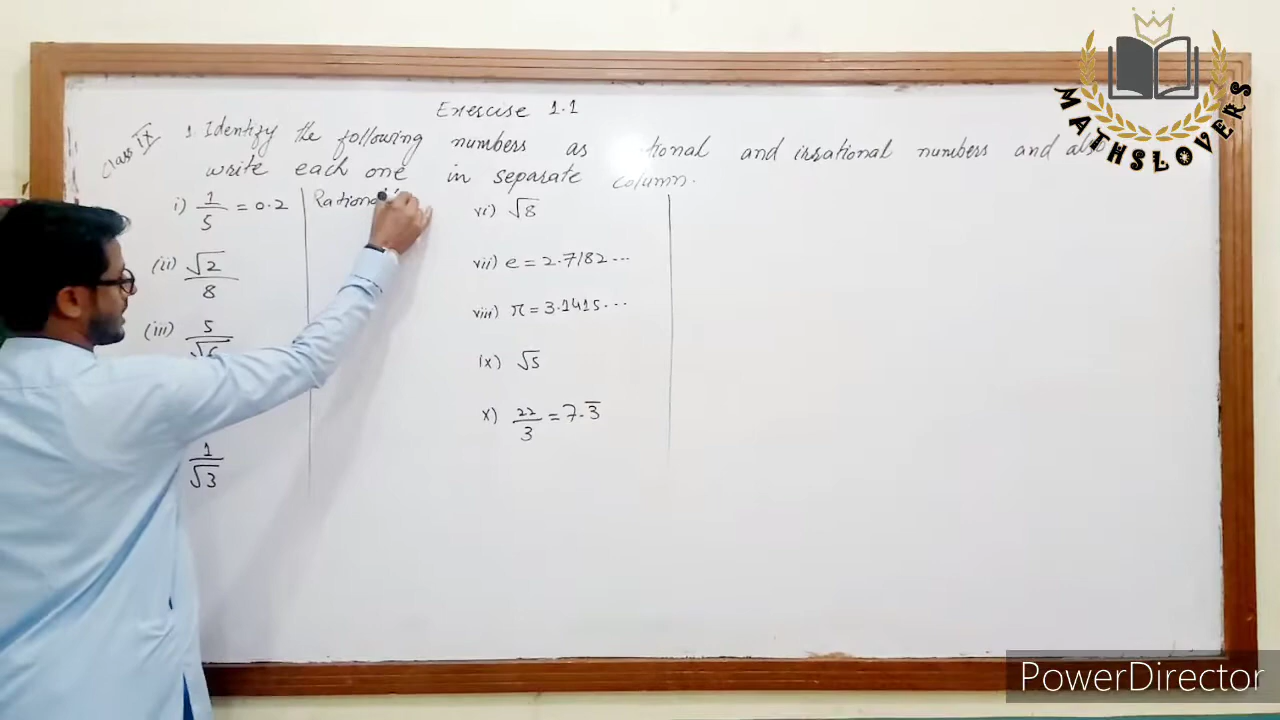 Exercise 1.1
Class IX
1. Identify the following numbers as tional and irrational numbers and als
write each one in separate column.
i) 1/5 = 0.2 Rational
(ii) √2/8
(iii) 5/√6
1/√3
vi) √8
vii) e = 2.7182...
viii) π = 3.1415...
ix) √5
x) 22/3 = 7.3̅
MATHSLOVERS
PowerDirector